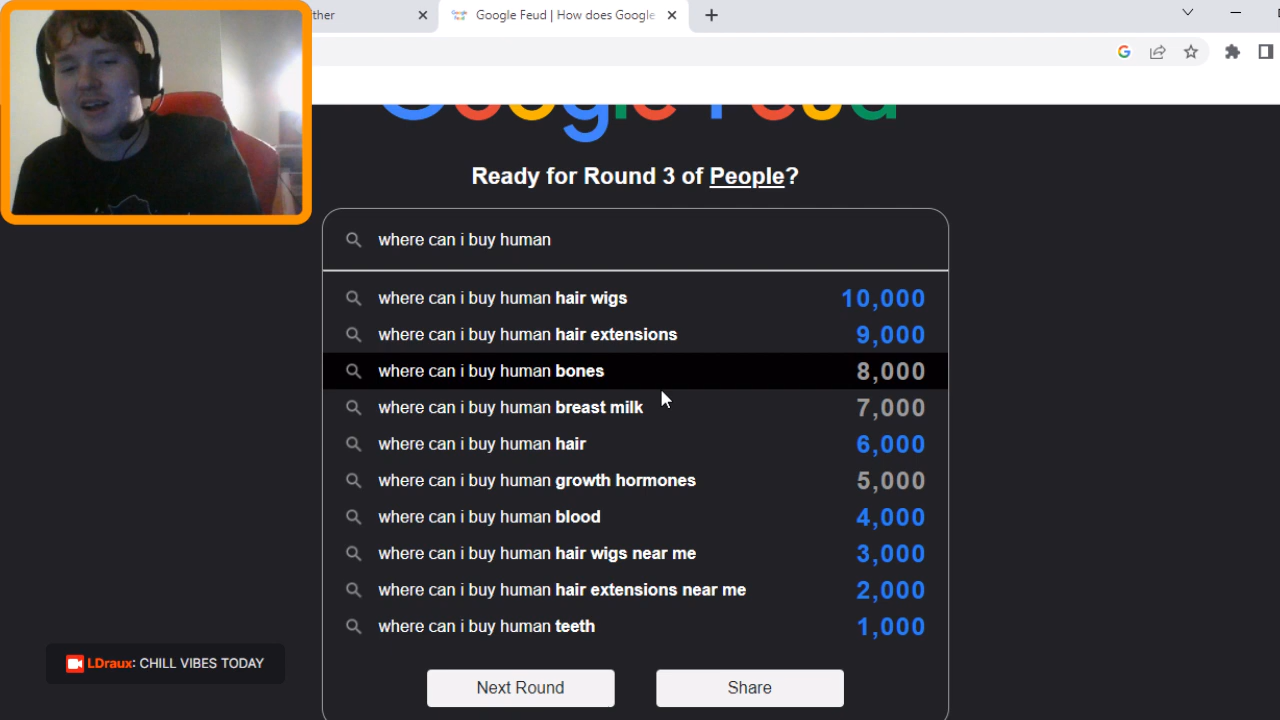 ther
Google Feud | How does Google
Google Feud
Ready for Round 3 of People?
where can i buy human
where can i buy human hair wigs 10,000
where can i buy human hair extensions 9,000
where can i buy human bones 8,000
where can i buy human breast milk 7,000
where can i buy human hair 6,000
where can i buy human growth hormones 5,000
where can i buy human blood 4,000
where can i buy human hair wigs near me 3,000
where can i buy human hair extensions near me 2,000
where can i buy human teeth 1,000
LDraux: CHILL VIBES TODAY
Next Round Share